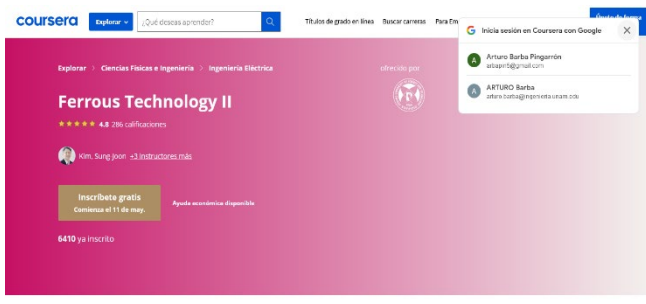 coursera
Explorar
¿Qué deseas aprender?
Títulos de grado en línea
Buscar carreras
Para Em
Inicia sesión en Coursera con Google
Arturo Barba Pingarrón
ARTURO Barba
Explorar > Ciencias Físicas e Ingeniería > Ingeniería Eléctrica
ofrecido por
Ferrous Technology II
4.8 286 calificaciones
Kim, Sung Joon +3 instructores más
Inscríbete gratis
Comienza el 11 de may.
Ayuda económica disponible
6410 ya inscrito